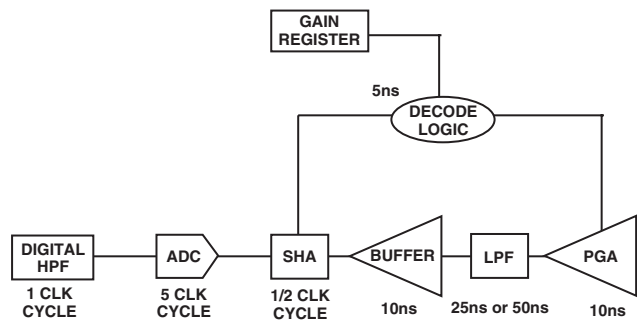 GAIN
REGISTER
5ns
DECODE
LOGIC
DIGITAL
HPF
ADC
SHA
BUFFER
LPF
PGA
1 CLK
CYCLE
5 CLK
CYCLE
1/2 CLK
CYCLE
10ns
25ns or 50ns
10ns